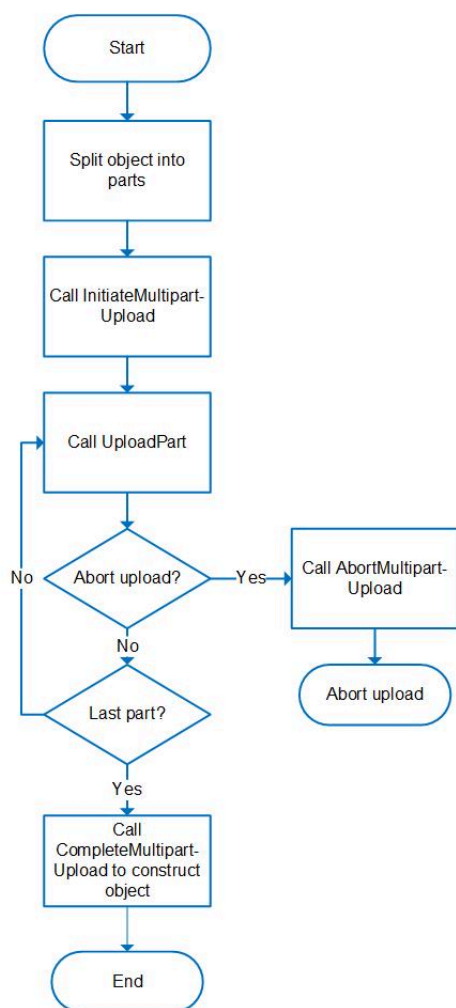 Start
Split object into
parts
Call InitiateMultipart-
Upload
Call UploadPart
Abort upload?
Yes
Call AbortMultipart-
Upload
No
No
Abort upload
Last part?
Yes
Call
CompleteMultipart-
Upload to construct
object
End